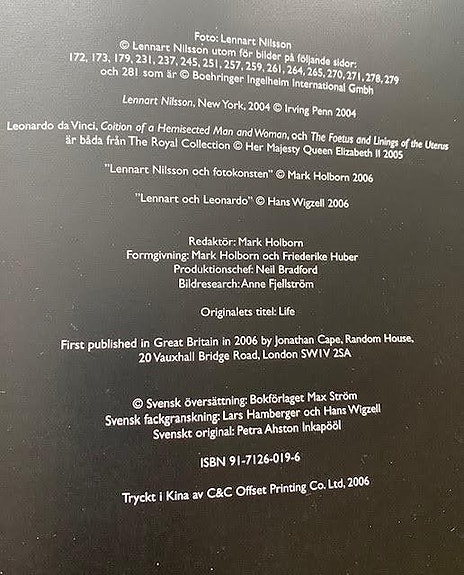 Foto: Lennart Nilsson
© Lennart Nilsson utom för bilder på följande sidor:
172, 173, 179, 231, 237, 245, 251, 257, 259, 261, 264, 265, 270, 271, 278, 279
och 281 som är © Boehringer Ingelheim International Gmbh
Lennart Nilsson, New York, 2004 © Irving Penn 2004
Leonardo da Vinci, Coition of a Hemisected Man and Woman, och The Foetus and Linings of the Uterus
är båda från The Royal Collection © Her Majesty Queen Elizabeth II 2005
"Lennart Nilsson och fotokonsten" © Mark Holborn 2006
"Lennart och Leonardo" © Hans Wigzell 2006
Redaktör: Mark Holborn
Formgivning: Mark Holborn och Friederike Huber
Produktionschef: Neil Bradford
Bildresearch: Anne Fjellström
Originalets titel: Life
First published in Great Britain in 2006 by Jonathan Cape, Random House,
20 Vauxhall Bridge Road, London SW1V 2SA
© Svensk översättning: Bokförlaget Max Ström
Svensk fackgranskning: Lars Hamberger och Hans Wigzell
Svenskt original: Petra Ahston Inkapööl
ISBN 91-7126-019-6
Tryckt i Kina av C&C Offset Printing Co. Ltd, 2006